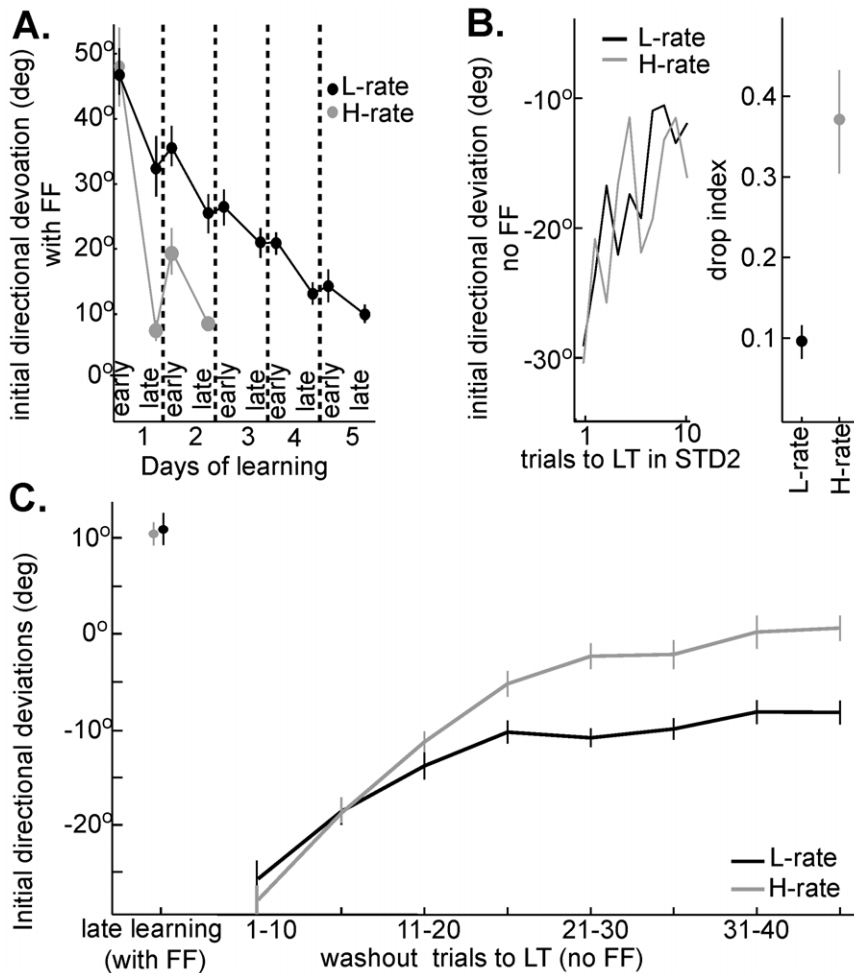 A.
initial directional devoation (deg)
with FF
50°
40°
30°
20°
10°
0°
L-rate
H-rate
early
late
early
late
early
late
early
late
early
late
1
2
3
4
5
Days of learning
B.
initial directional deviation (deg)
no FF
-10°
-20°
-30°
L-rate
H-rate
1
10
trials to LT in STD2
drop index
0.4
0.3
0.1
L-rate
H-rate
C.
Initial directional deviations (deg)
10°
0°
-10°
-20°
L-rate
H-rate
late learning
(with FF)
1-10
11-20
21-30
31-40
washout trials to LT (no FF)